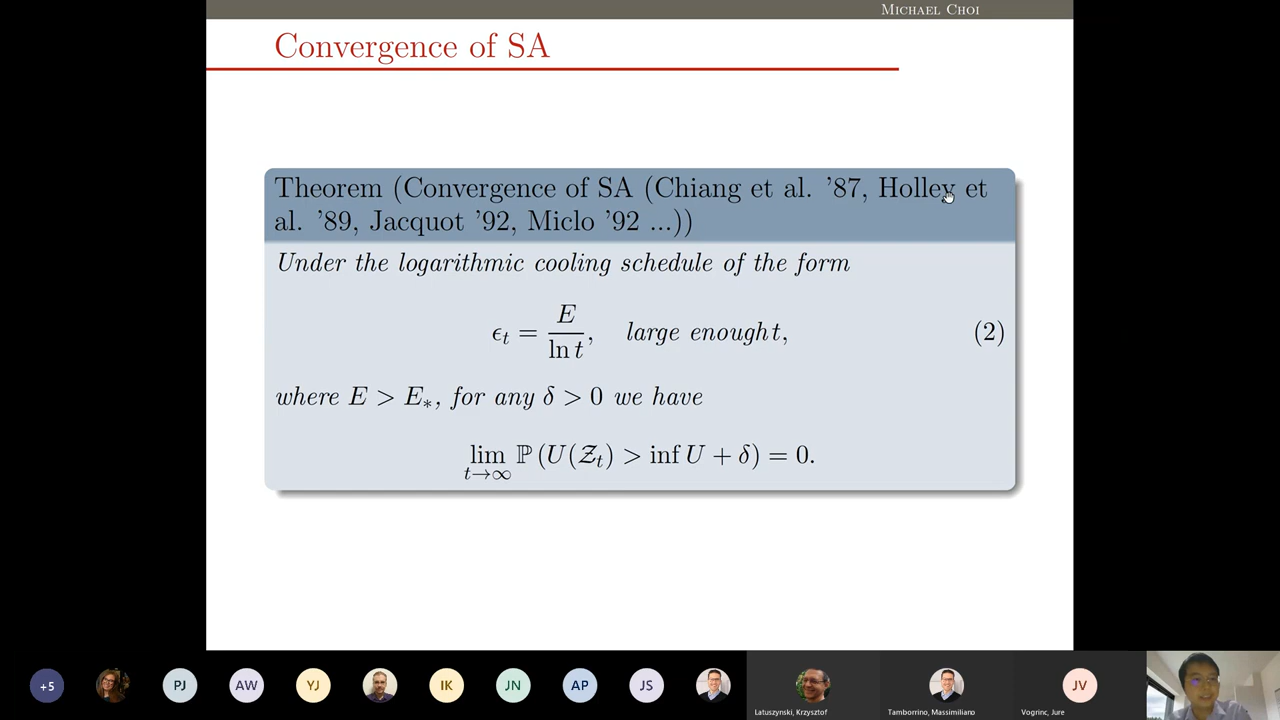 MICHAEL CHOI
Convergence of SA
Theorem (Convergence of SA (Chiang et al. '87, Holley et
al. '89, Jacquot '92, Miclo '92 ...))
Under the logarithmic cooling schedule of the form
ϵ_t = E / ln t, large enought, (2)
where E > E_*, for any δ > 0 we have
lim_{t→∞} ℙ (U(𝒵_t) > inf U + δ) = 0.
+5 PJ AW YJ IK JN AP JS JV
Latuszynski, Krzysztof Tamborrino, Massimiliano Vogrinc, Jure